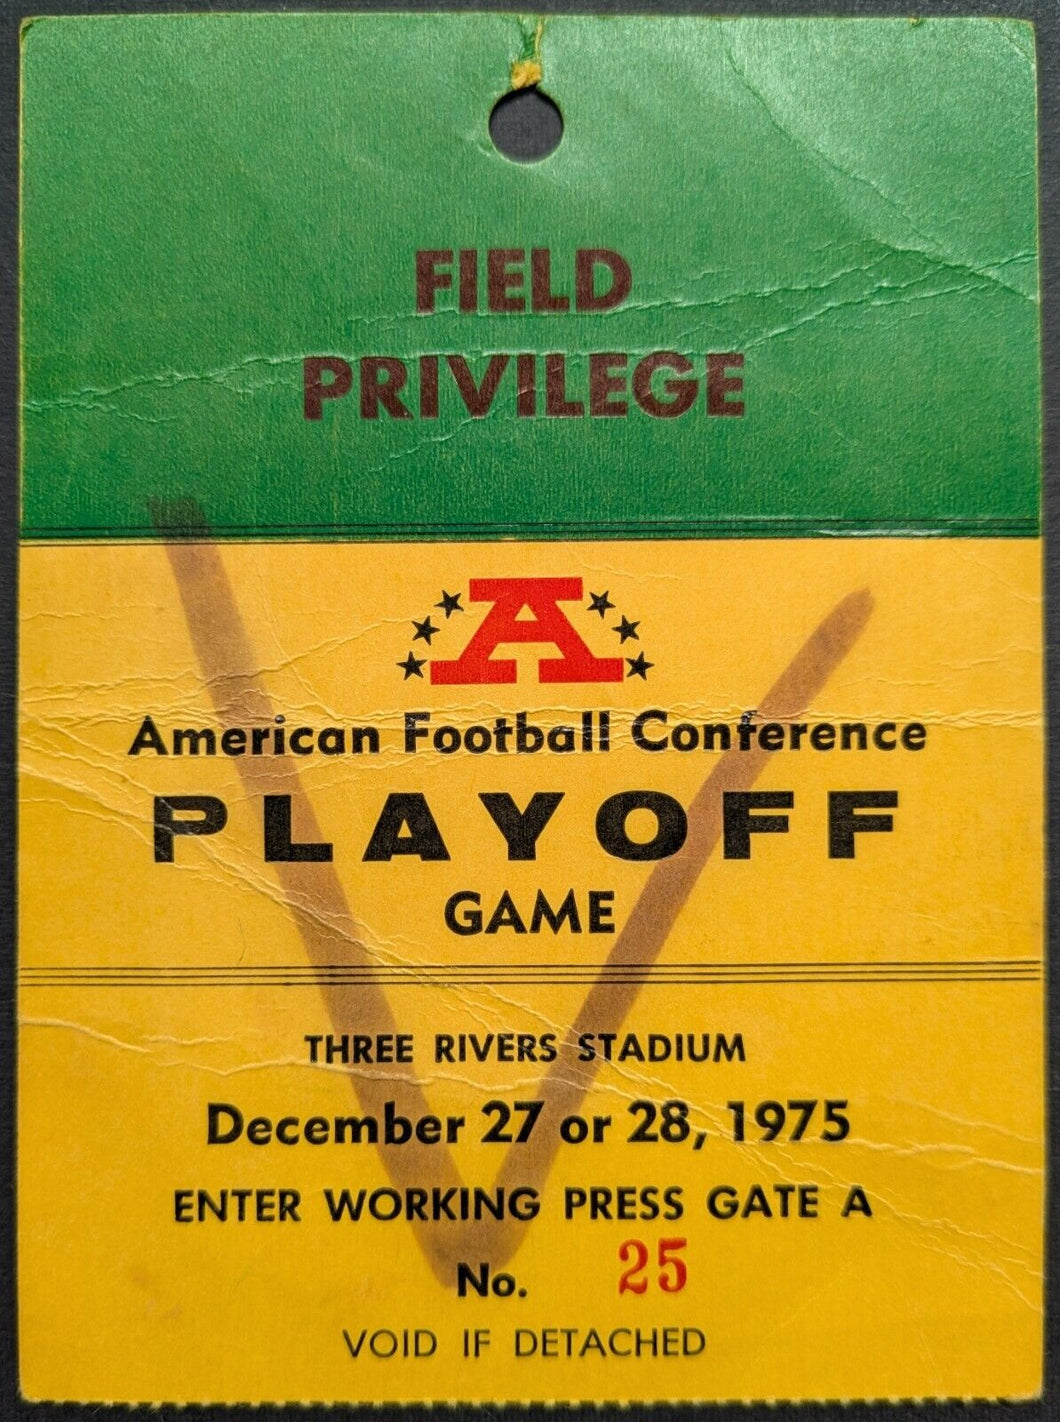 FIELD
PRIVILEGE
A
American Football Conference
PLAYOFF
GAME
THREE RIVERS STADIUM
December 27 or 28, 1975
ENTER WORKING PRESS GATE A
No. 25
VOID IF DETACHED